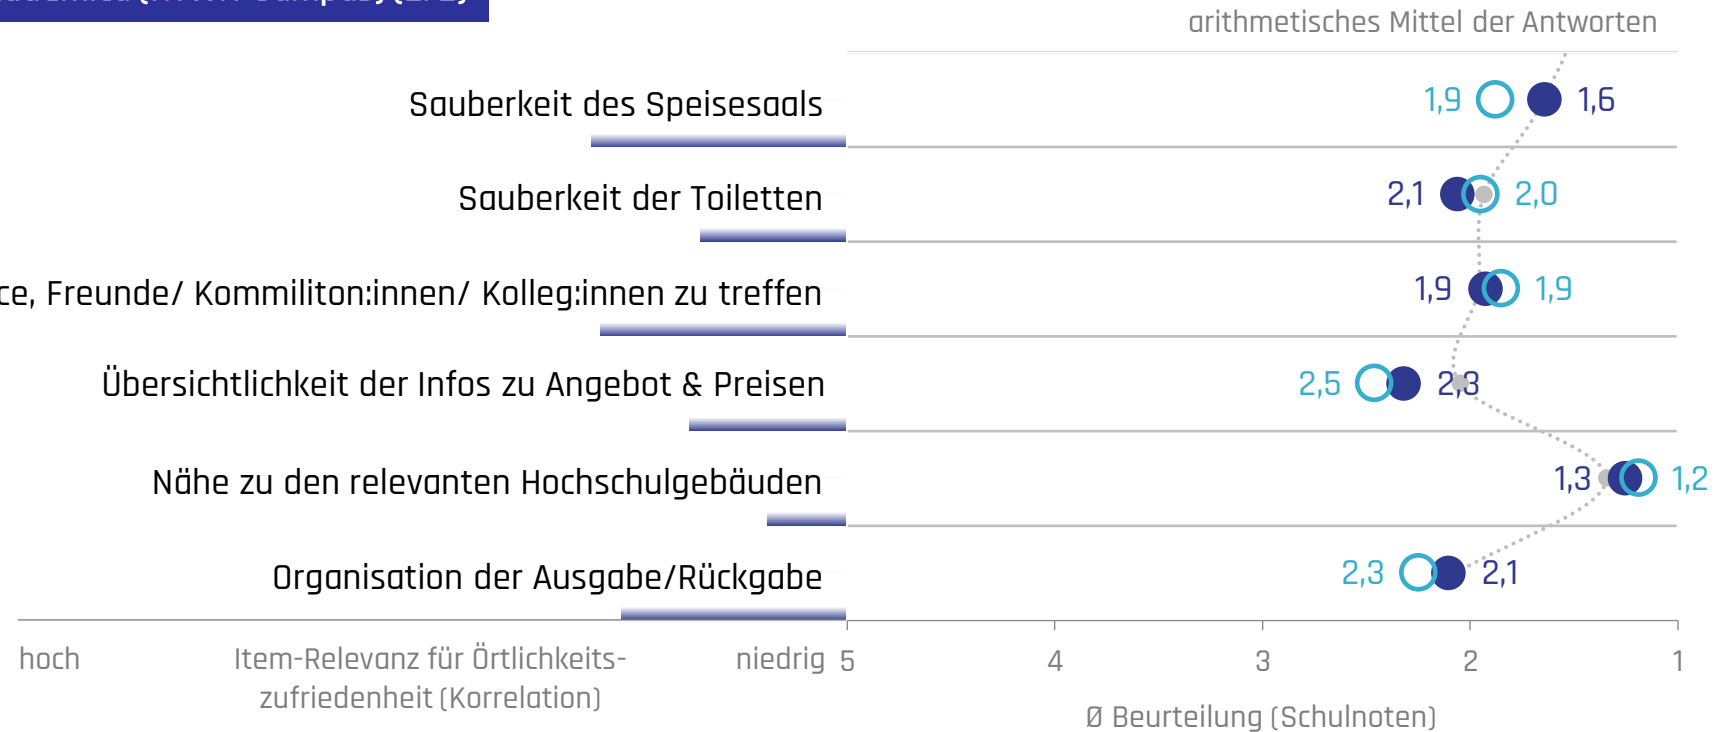 arithmetisches Mittel der Antworten
Sauberkeit des Speisesaals
1,9 1,6
Sauberkeit der Toiletten
2,1 2,0
Freunde/ Kommiliton:innen/ Kolleg:innen zu treffen
1,9 1,9
Übersichtlichkeit der Infos zu Angebot & Preisen
2,5 2,3
Nähe zu den relevanten Hochschulgebäuden
1,3 1,2
Organisation der Ausgabe/Rückgabe
2,3 2,1
hoch Item-Relevanz für Örtlichkeits- niedrig 5 4 3 2 1
zufriedenheit (Korrelation)
Ø Beurteilung (Schulnoten)